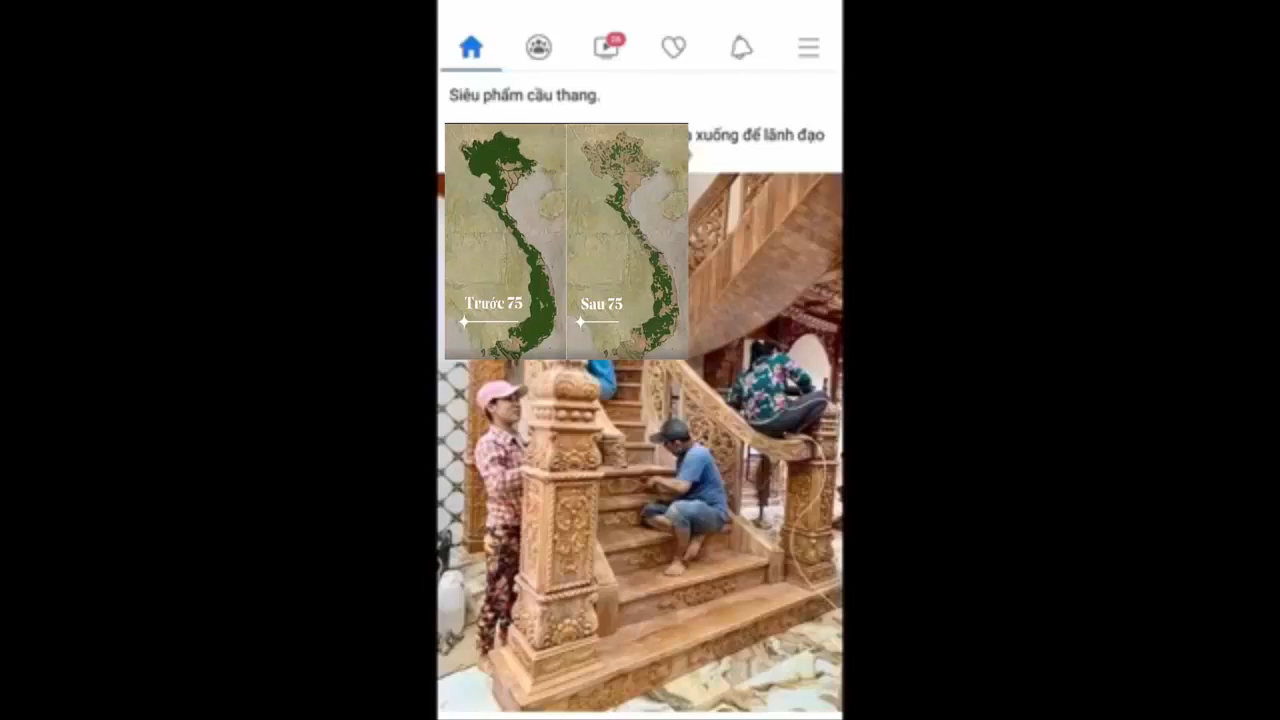 Siêu phẩm cầu thang.
xuống để lãnh đạo
Trước 75
Sau 75